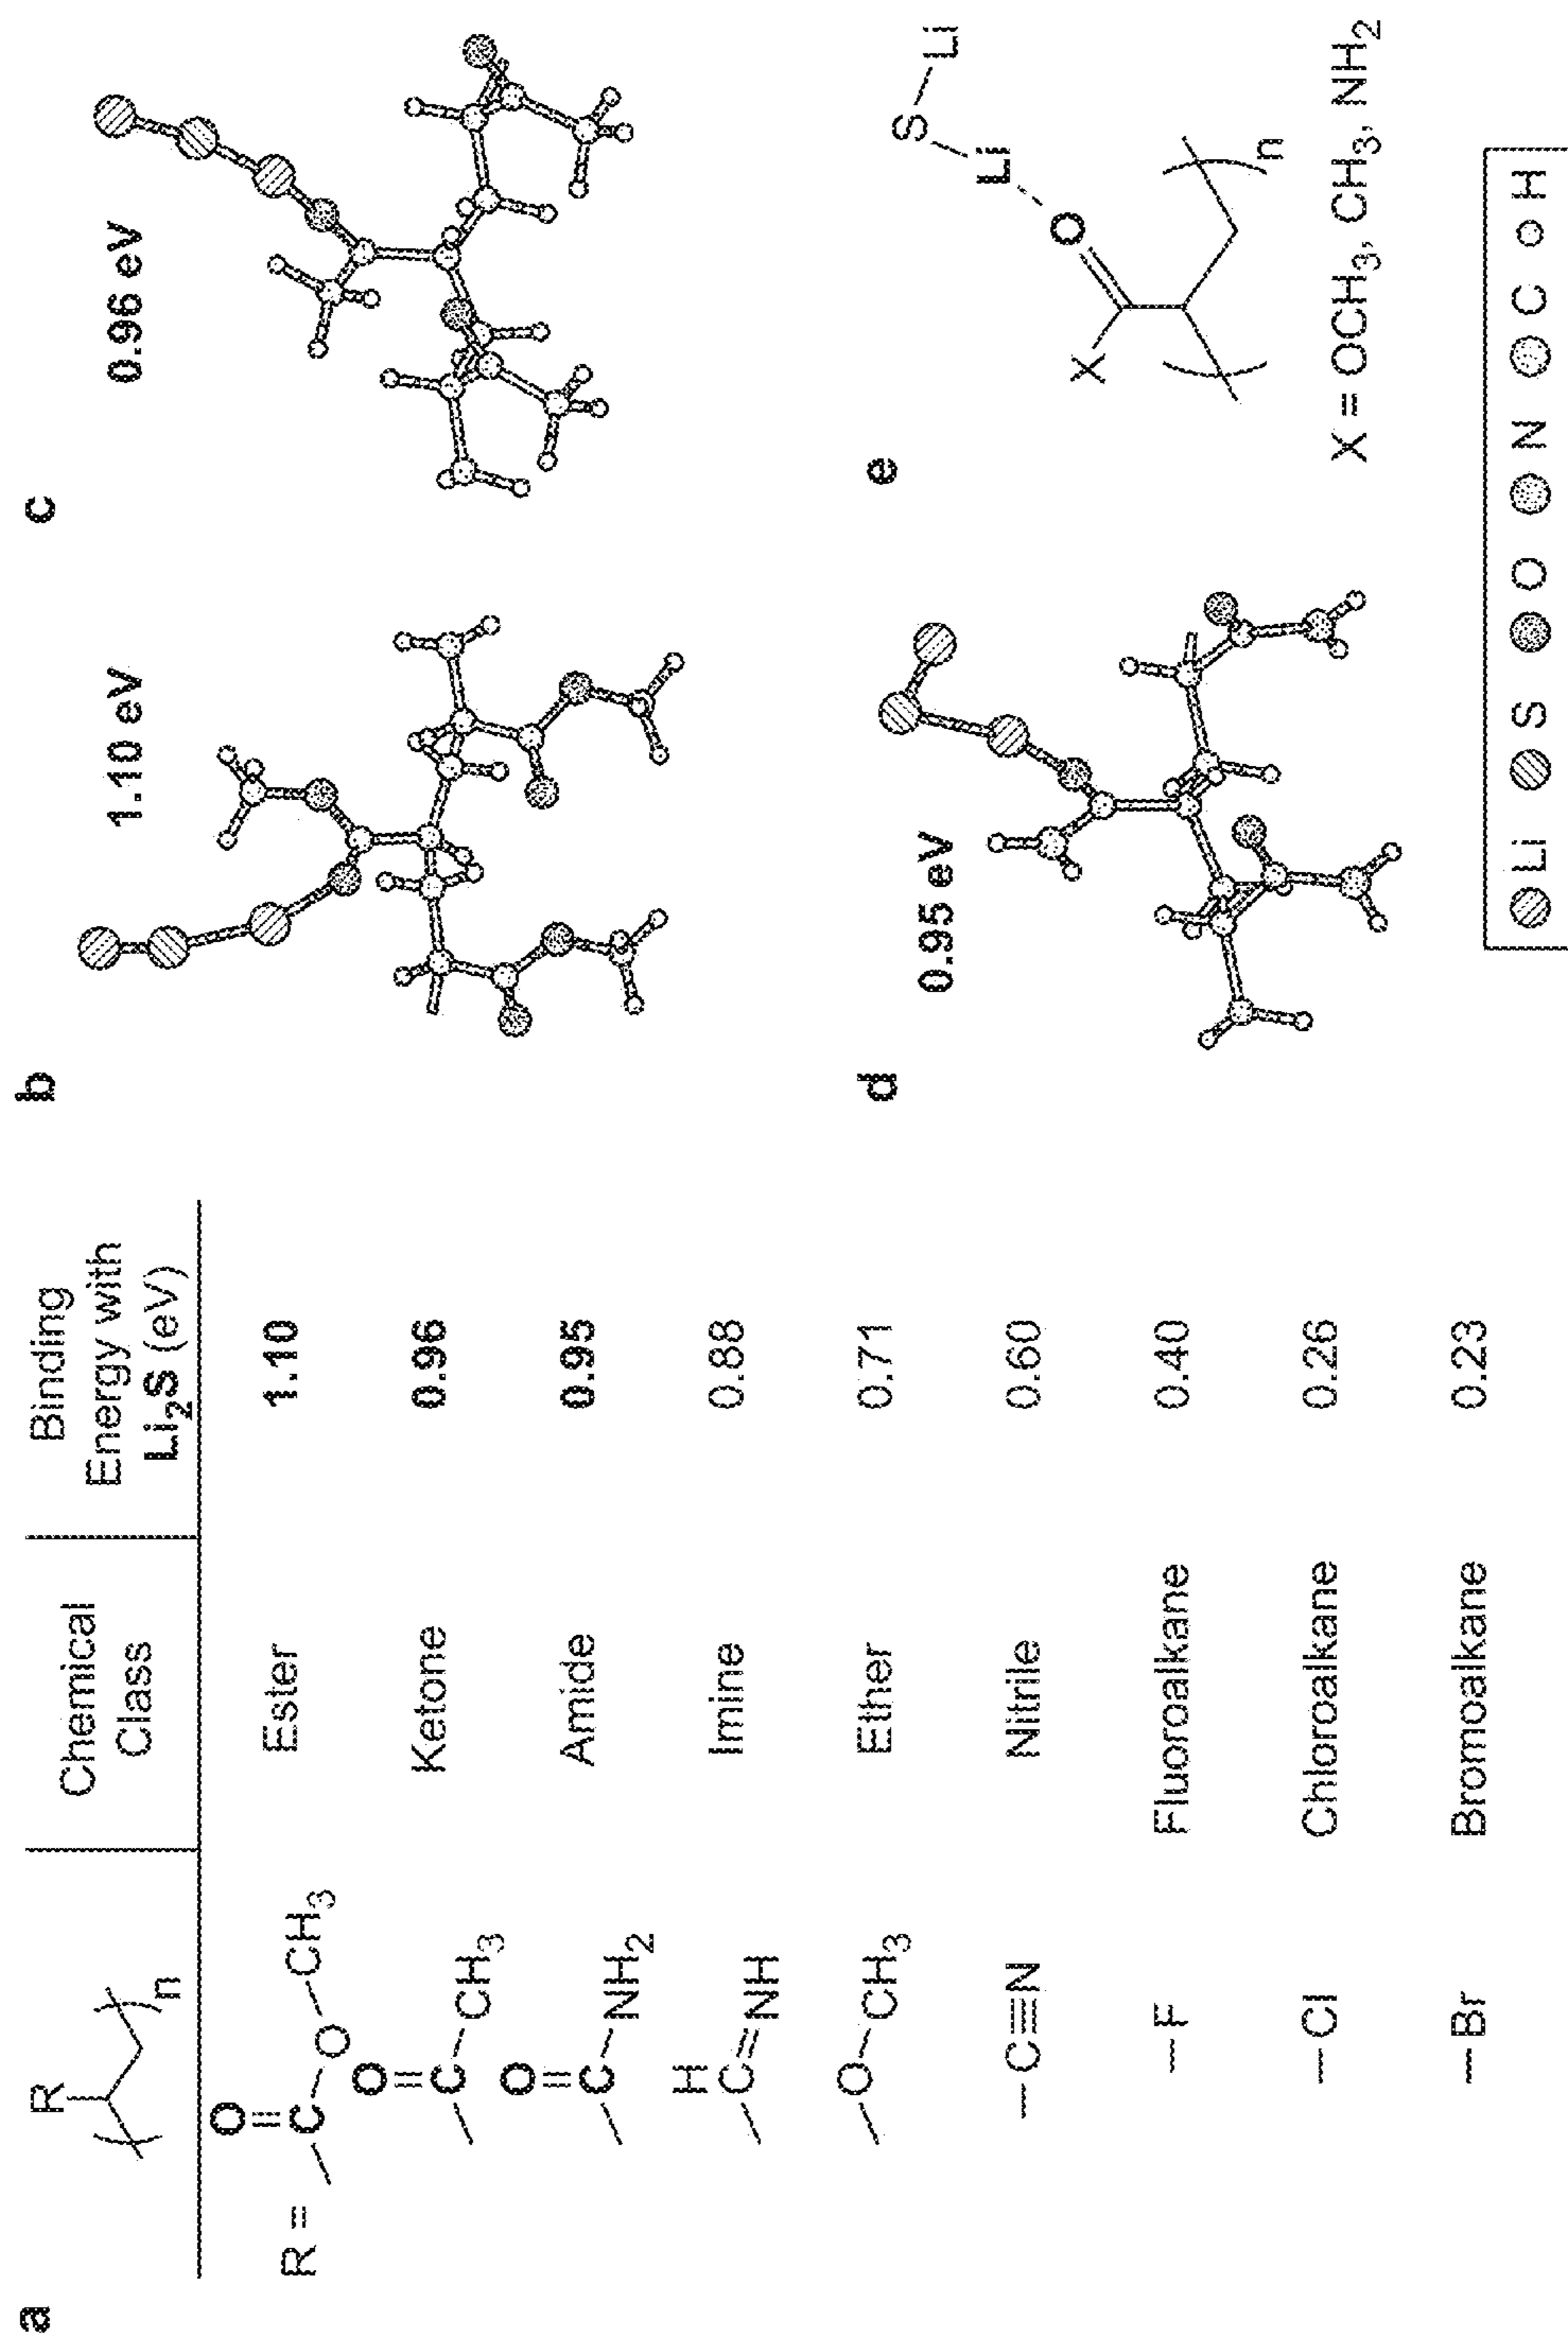 a
R
n
Chemical
Class
Binding
Energy with
Li₂S (eV)
R =
O
C
O
CH₃
Ester
1.10
O
C
CH₃
Ketone
0.96
O
C
NH₂
Amide
0.95
H
C
NH
Imine
0.88
O
CH₃
Ether
0.71
–C≡N
Nitrile
0.60
–F
Fluoroalkane
0.40
–Cl
Chloroalkane
0.26
–Br
Bromoalkane
0.23
b
1.10 eV
c
0.96 eV
d
0.95 eV
e
S
Li
Li
O
X
n
X = OCH₃, CH₃, NH₂
Li S O N C H